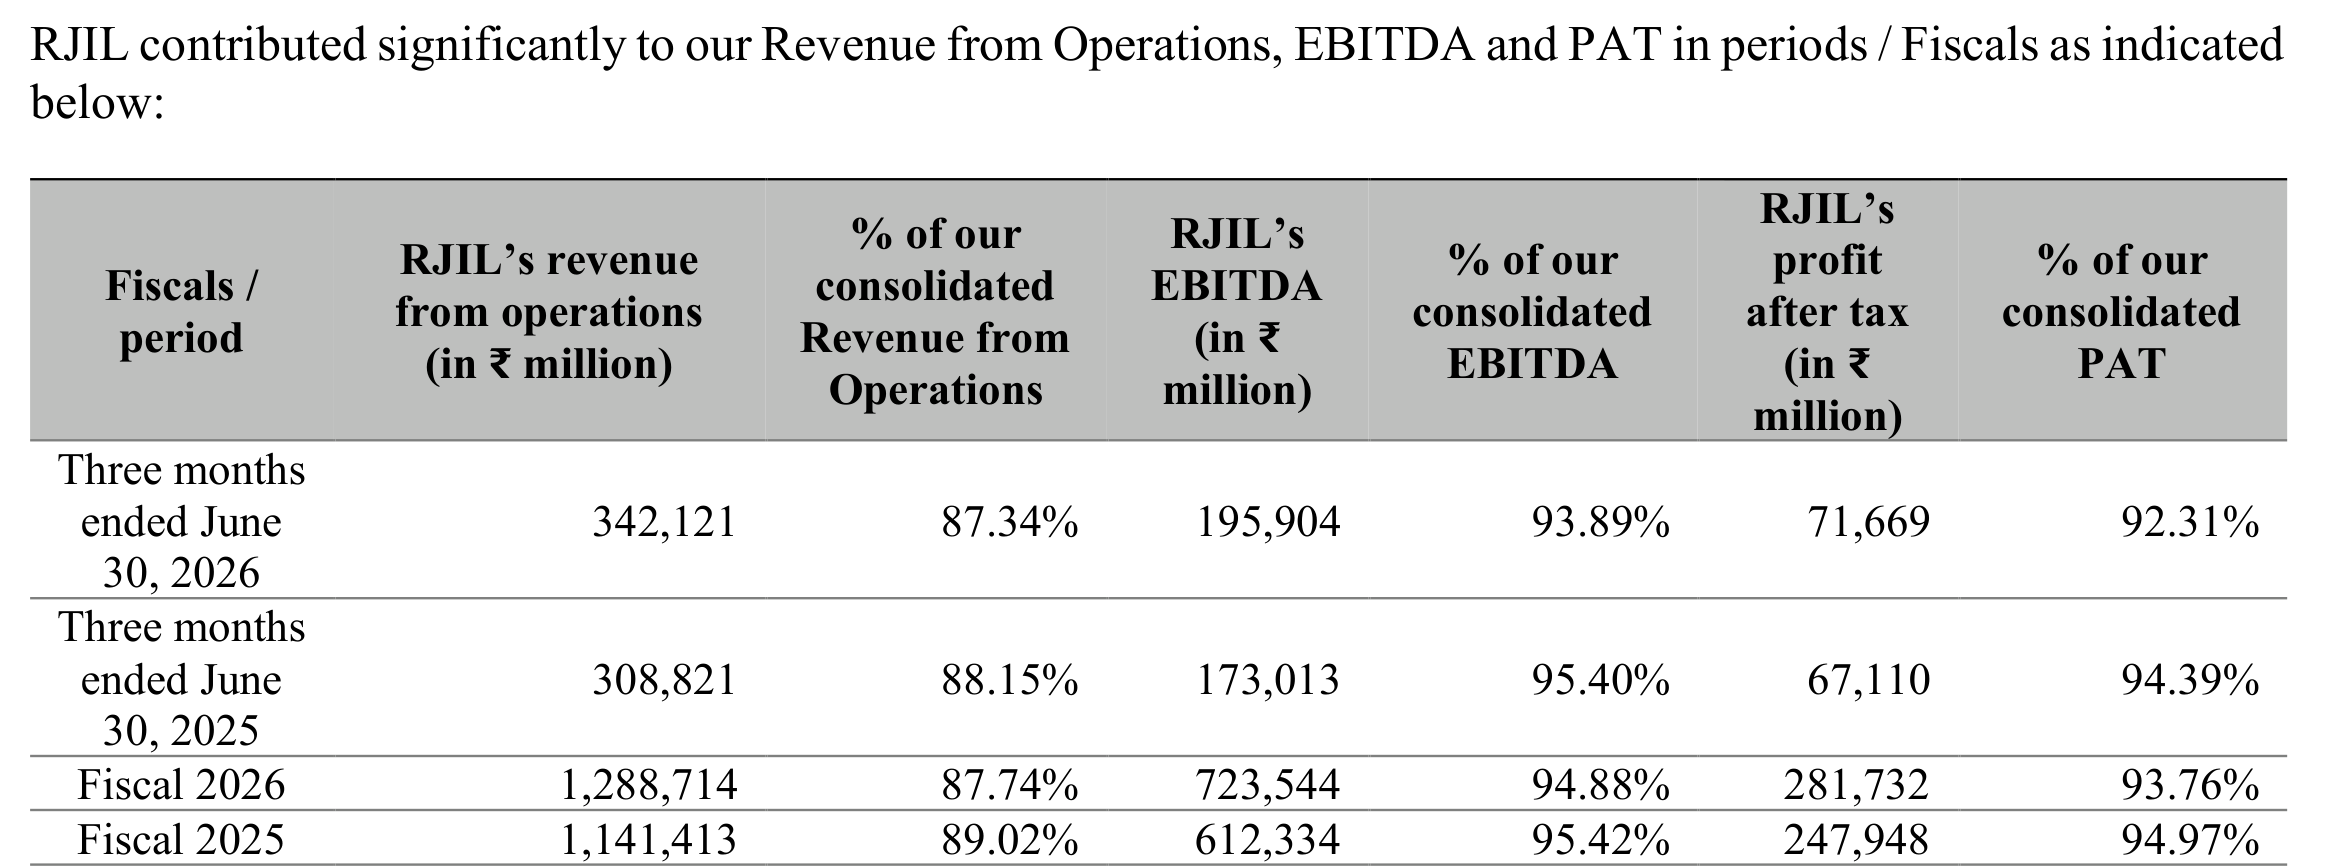 RJIL contributed significantly to our Revenue from Operations, EBITDA and PAT in periods / Fiscals as indicated
below:
Fiscals /
period
RJIL’s revenue
from operations
(in ₹ million)
% of our
consolidated
Revenue from
Operations
RJIL’s
EBITDA
(in ₹
million)
% of our
consolidated
EBITDA
RJIL’s
profit
after tax
(in ₹
million)
% of our
consolidated
PAT
Three months
ended June
30, 2026
342,121
87.34%
195,904
93.89%
71,669
92.31%
Three months
ended June
30, 2025
308,821
88.15%
173,013
95.40%
67,110
94.39%
Fiscal 2026
1,288,714
87.74%
723,544
94.88%
281,732
93.76%
Fiscal 2025
1,141,413
89.02%
612,334
95.42%
247,948
94.97%